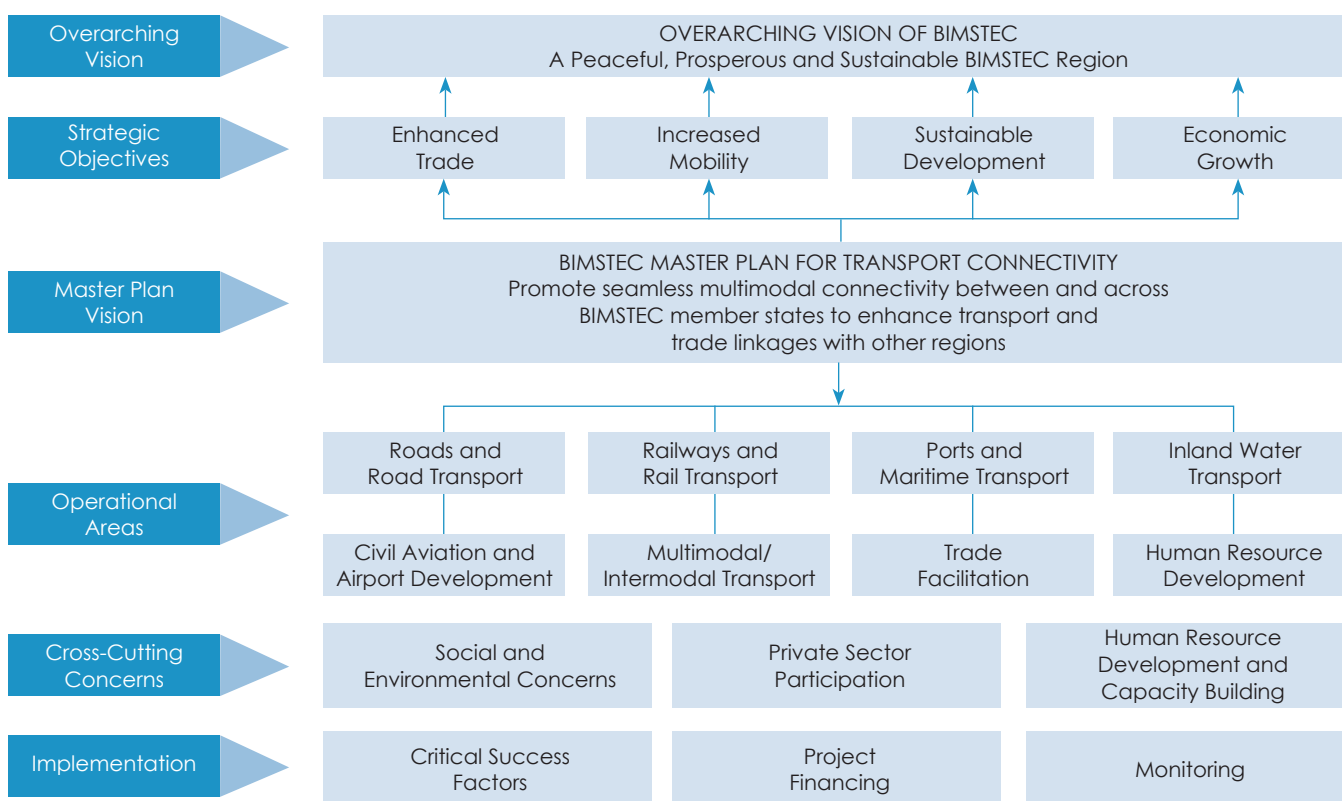 Overarching
Vision
OVERARCHING VISION OF BIMSTEC
A Peaceful, Prosperous and Sustainable BIMSTEC Region
Strategic
Objectives
Enhanced
Trade
Increased
Mobility
Sustainable
Development
Economic
Growth
Master Plan
Vision
BIMSTEC MASTER PLAN FOR TRANSPORT CONNECTIVITY
Promote seamless multimodal connectivity between and across
BIMSTEC member states to enhance transport and
trade linkages with other regions
Operational
Areas
Roads and
Road Transport
Railways and
Rail Transport
Ports and
Maritime Transport
Inland Water
Transport
Civil Aviation and
Airport Development
Multimodal/
Intermodal Transport
Trade
Facilitation
Human Resource
Development
Cross-Cutting
Concerns
Social and
Environmental Concerns
Private Sector
Participation
Human Resource
Development and
Capacity Building
Implementation
Critical Success
Factors
Project
Financing
Monitoring